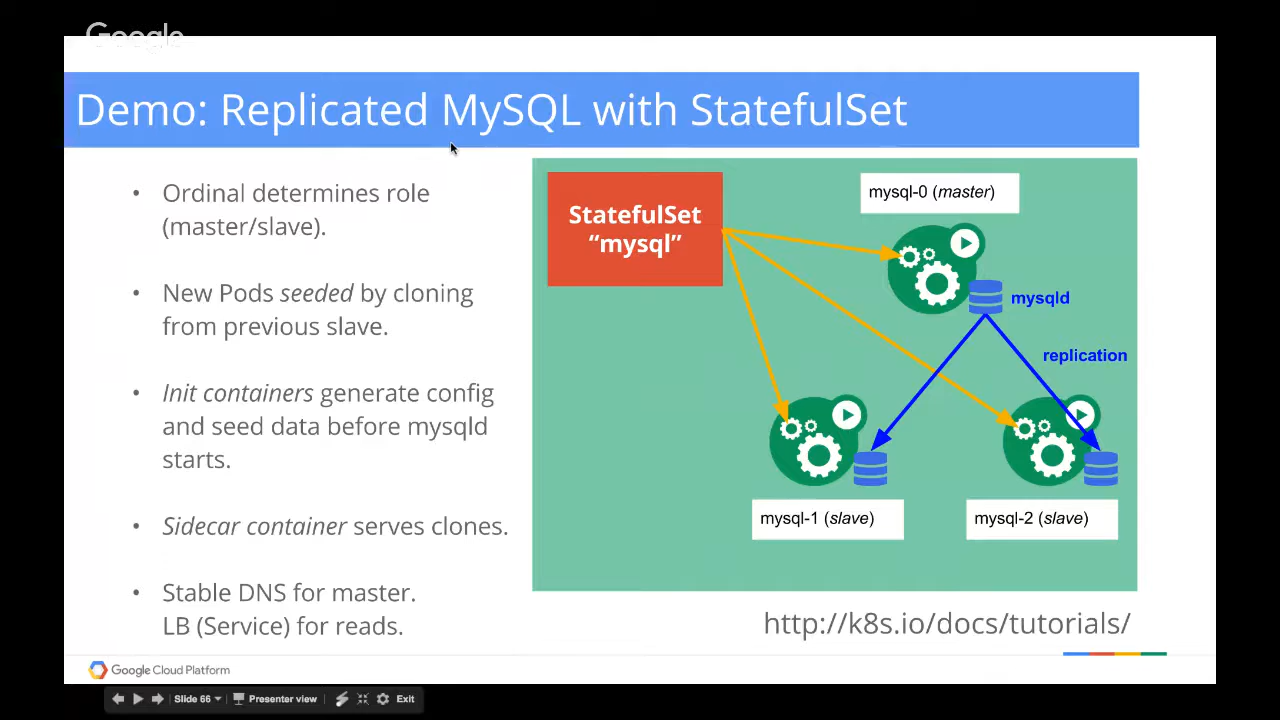 Google
Demo: Replicated MySQL with StatefulSet
• Ordinal determines role
(master/slave).
• New Pods seeded by cloning
from previous slave.
• Init containers generate config
and seed data before mysqld
starts.
• Sidecar container serves clones.
• Stable DNS for master.
LB (Service) for reads.
StatefulSet
“mysql”
mysql-0 (master)
mysqld
replication
mysql-1 (slave)
mysql-2 (slave)
http://k8s.io/docs/tutorials/
Google Cloud Platform
Slide 66
Presenter view
Exit